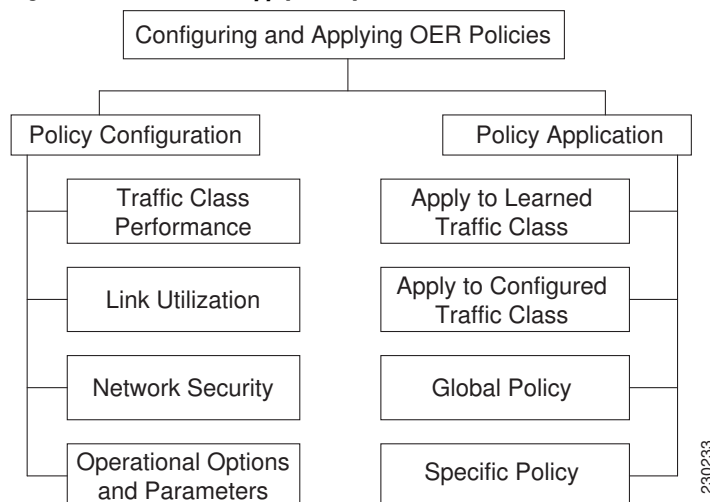 Configuring and Applying OER Policies
Policy Configuration
Policy Application
Traffic Class
Performance
Apply to Learned
Traffic Class
Link Utilization
Apply to Configured
Traffic Class
Network Security
Global Policy
Operational Options
and Parameters
Specific Policy
230233